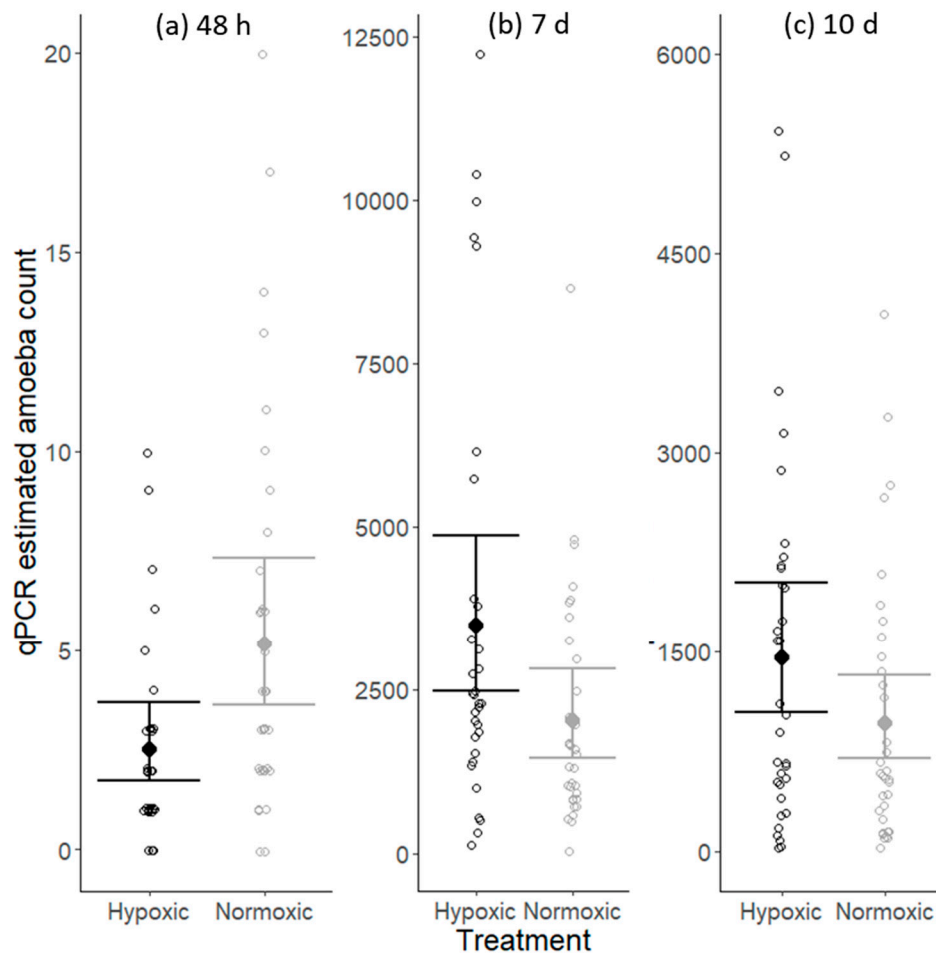 (a) 48 h
(b) 7 d
(c) 10 d
qPCR estimated amoeba count
20
15
10
5
0
12500
10000
7500
5000
2500
0
6000
4500
3000
1500
0
Hypoxic Normoxic
Hypoxic Normoxic
Hypoxic Normoxic
Treatment